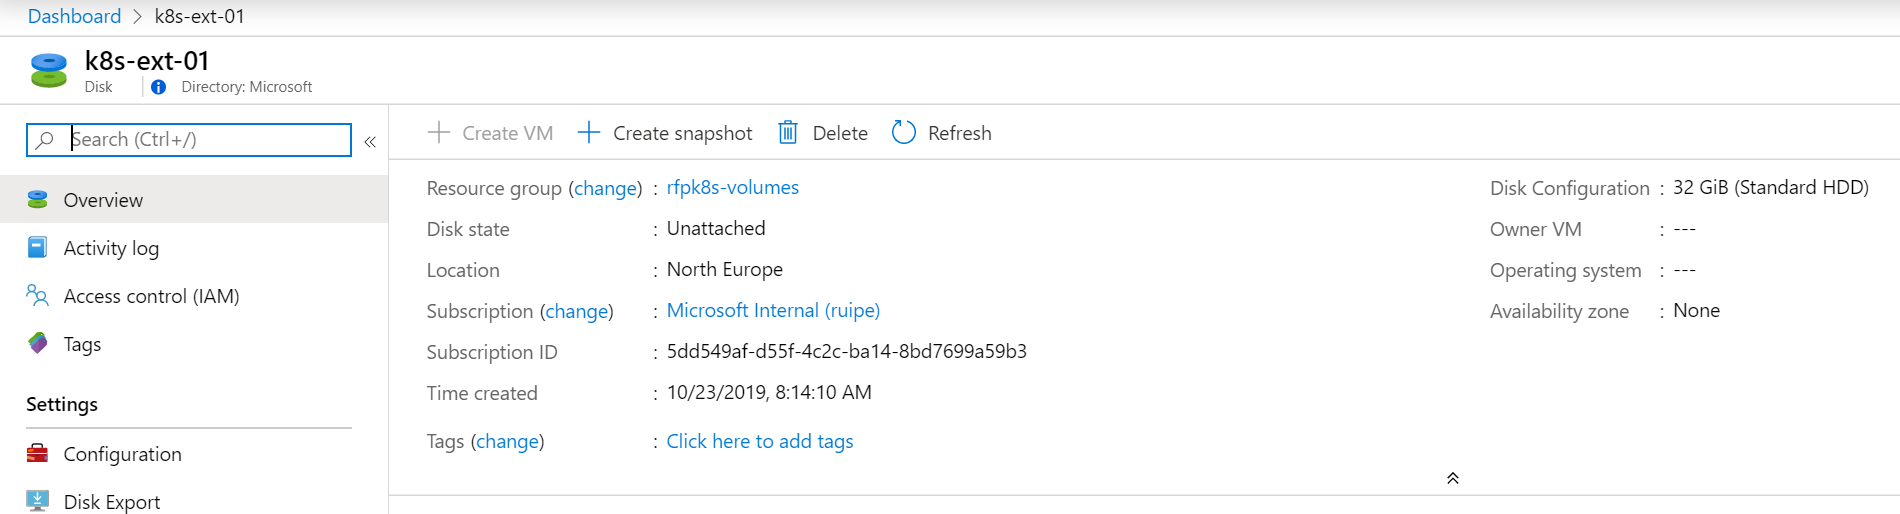 Dashboard > k8s-ext-01
k8s-ext-01
Disk
Directory: Microsoft
Search (Ctrl+/)
«
Create VM
Create snapshot
Delete
Refresh
Overview
Activity log
Access control (IAM)
Tags
Settings
Configuration
Disk Export
Resource group (change) : rfpk8s-volumes
Disk state : Unattached
Location : North Europe
Subscription (change) : Microsoft Internal (ruipe)
Subscription ID : 5dd549af-d55f-4c2c-ba14-8bd7699a59b3
Time created : 10/23/2019, 8:14:10 AM
Tags (change) : Click here to add tags
Disk Configuration : 32 GiB (Standard HDD)
Owner VM : ---
Operating system : ---
Availability zone : None